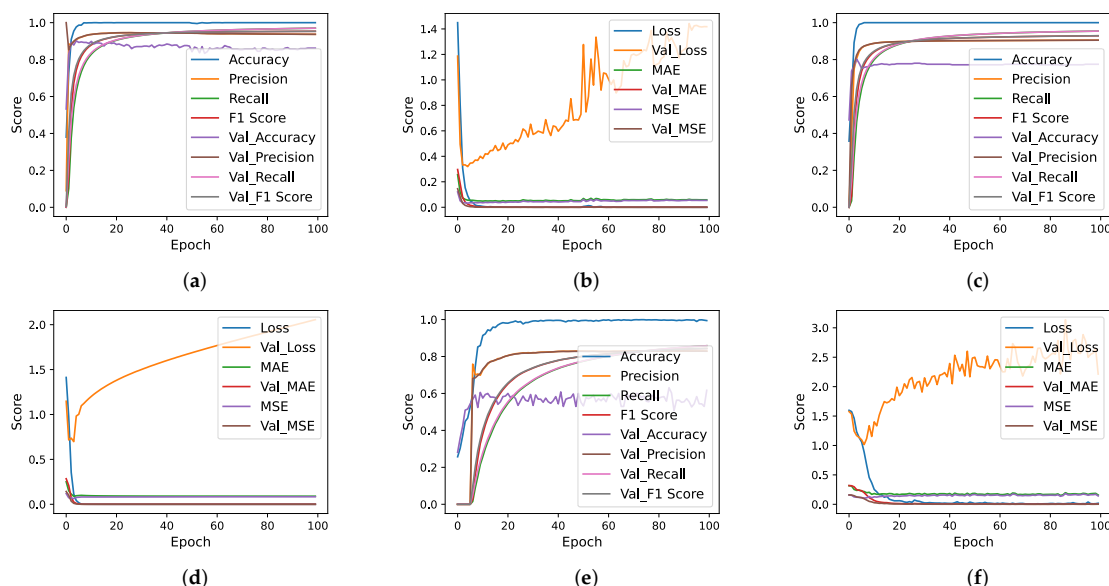 1.0
0.8
0.6
0.4
0.2
0.0
Score
0
20
40
60
80
100
Epoch
Accuracy
Precision
Recall
F1 Score
Val_Accuracy
Val_Precision
Val_Recall
Val_F1 Score
(a)
1.4
1.2
1.0
0.8
0.6
0.4
0.2
0.0
Score
0
20
40
60
80
100
Epoch
Loss
Val_Loss
MAE
Val_MAE
MSE
Val_MSE
(b)
1.0
0.8
0.6
0.4
0.2
0.0
Score
0
20
40
60
80
100
Epoch
Accuracy
Precision
Recall
F1 Score
Val_Accuracy
Val_Precision
Val_Recall
Val_F1 Score
(c)
2.0
1.5
1.0
0.5
0.0
Score
0
20
40
60
80
100
Epoch
Loss
Val_Loss
MAE
Val_MAE
MSE
Val_MSE
(d)
1.0
0.8
0.6
0.4
0.2
0.0
Score
0
20
40
60
80
100
Epoch
Accuracy
Precision
Recall
F1 Score
Val_Accuracy
Val_Precision
Val_Recall
Val_F1 Score
(e)
3.0
2.5
2.0
1.5
1.0
0.5
0.0
Score
0
20
40
60
80
100
Epoch
Loss
Val_Loss
MAE
Val_MAE
MSE
Val_MSE
(f)